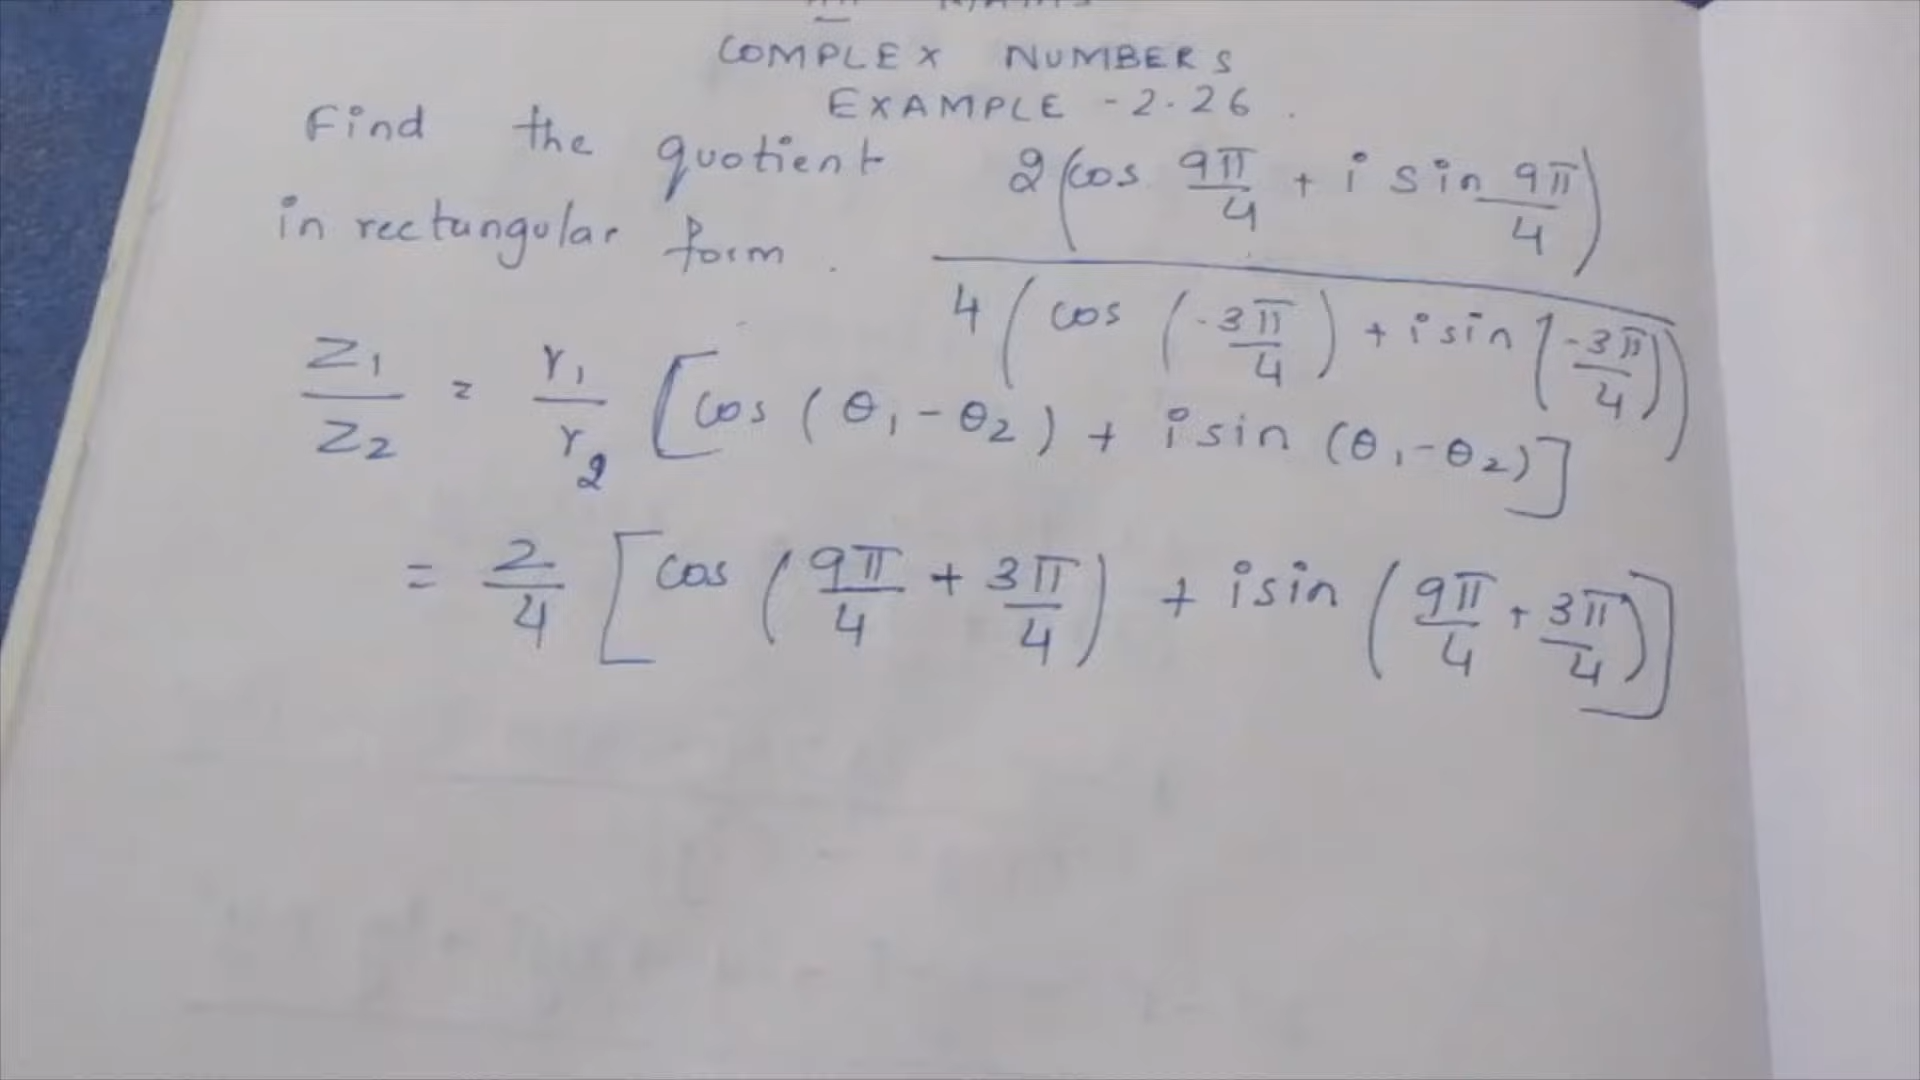 COMPLEX NUMBERS
EXAMPLE - 2.26.
Find the quotient 2(cos 9π/4 + i sin 9π/4)
in rectangular form. 4(cos(-3π/4) + i sin(-3π/4))
Z1/Z2 = r1/r2 [cos(θ1-θ2) + i sin(θ1-θ2)]
= 2/4 [cos(9π/4 + 3π/4) + i sin(9π/4 + 3π/4)]